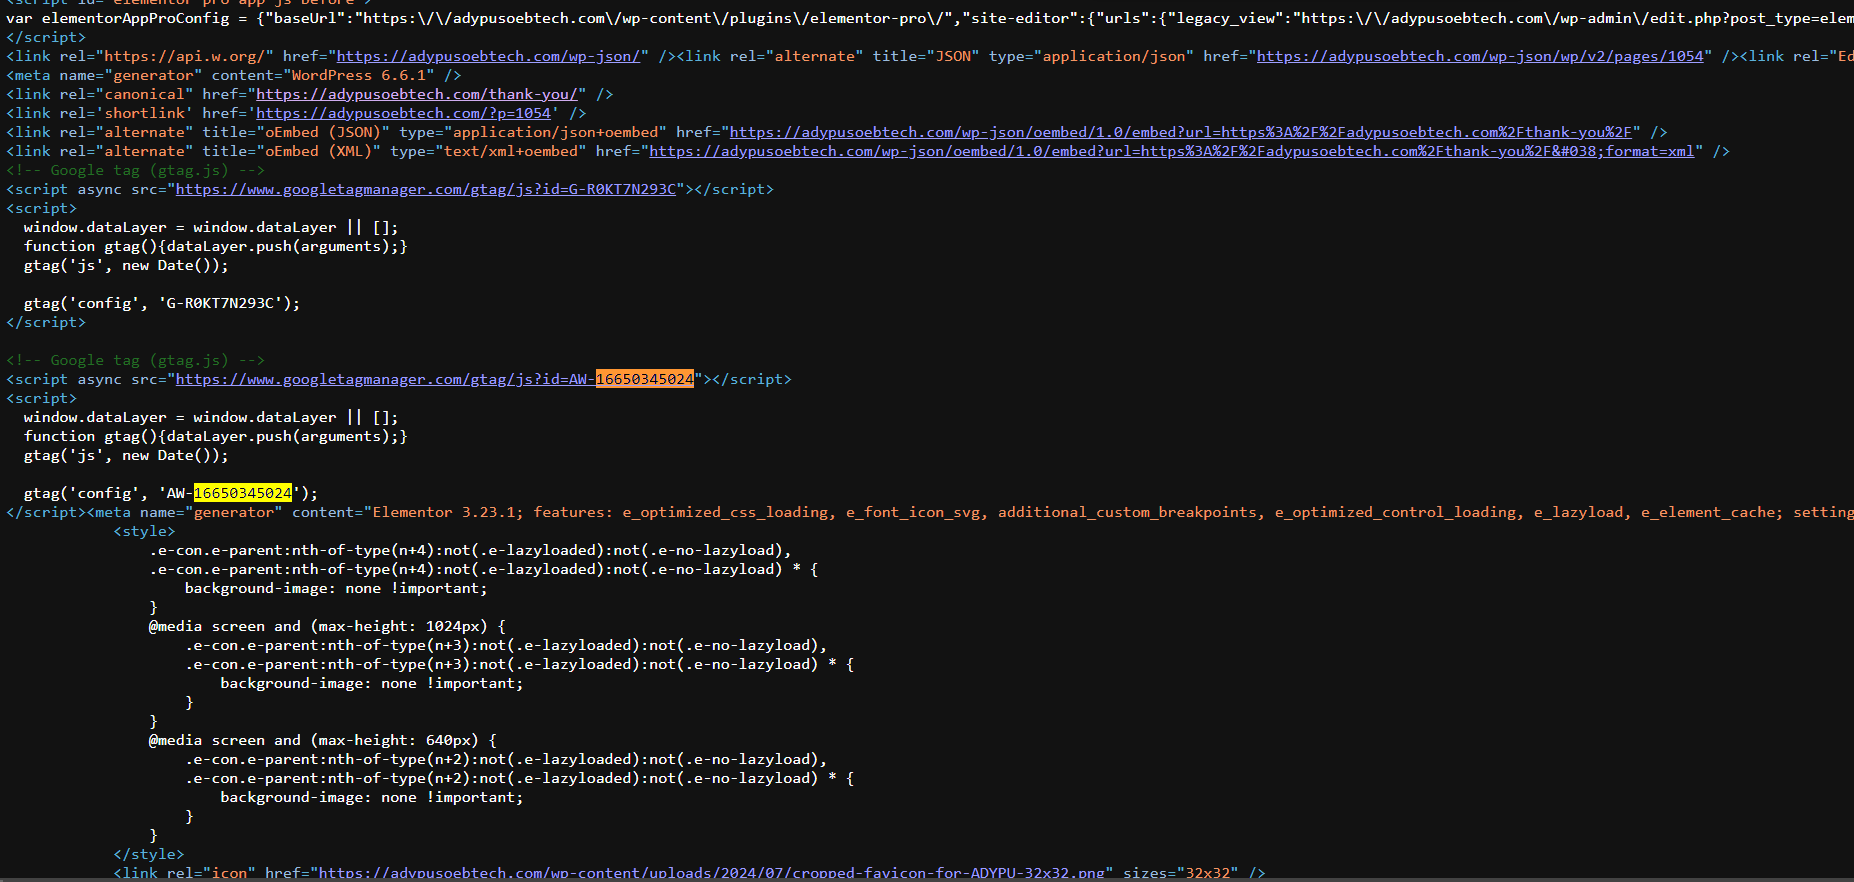 <script id="elementor-pro-app-js-before">
var elementorAppProConfig = {"baseUrl":"https:\/\/adypusoebtech.com\/wp-content\/plugins\/elementor-pro\/","site-editor":{"urls":{"legacy_view":"https:\/\/adypusoebtech.com\/wp-admin\/edit.php?post_type=elem
</script>
<link rel="https://api.w.org/" href="https://adypusoebtech.com/wp-json/" /><link rel="alternate" title="JSON" type="application/json" href="https://adypusoebtech.com/wp-json/wp/v2/pages/1054" /><link rel="Ed
<meta name="generator" content="WordPress 6.6.1" />
<link rel="canonical" href="https://adypusoebtech.com/thank-you/" />
<link rel='shortlink' href='https://adypusoebtech.com/?p=1054' />
<link rel="alternate" title="oEmbed (JSON)" type="application/json+oembed" href="https://adypusoebtech.com/wp-json/oembed/1.0/embed?url=https%3A%2F%2Fadypusoebtech.com%2Fthank-you%2F" />
<link rel="alternate" title="oEmbed (XML)" type="text/xml+oembed" href="https://adypusoebtech.com/wp-json/oembed/1.0/embed?url=https%3A%2F%2Fadypusoebtech.com%2Fthank-you%2F&#038;format=xml" />
<!-- Google tag (gtag.js) -->
<script async src="https://www.googletagmanager.com/gtag/js?id=G-R0KT7N293C"></script>
<script>
window.dataLayer = window.dataLayer || [];
function gtag(){dataLayer.push(arguments);}
gtag('js', new Date());
gtag('config', 'G-R0KT7N293C');
</script>
<!-- Google tag (gtag.js) -->
<script async src="https://www.googletagmanager.com/gtag/js?id=AW-16650345024"></script>
<script>
window.dataLayer = window.dataLayer || [];
function gtag(){dataLayer.push(arguments);}
gtag('js', new Date());
gtag('config', 'AW-16650345024');
</script><meta name="generator" content="Elementor 3.23.1; features: e_optimized_css_loading, e_font_icon_svg, additional_custom_breakpoints, e_optimized_control_loading, e_lazyload, e_element_cache; setting
<style>
.e-con.e-parent:nth-of-type(n+4):not(.e-lazyloaded):not(.e-no-lazyload),
.e-con.e-parent:nth-of-type(n+4):not(.e-lazyloaded):not(.e-no-lazyload) * {
background-image: none !important;
}
@media screen and (max-height: 1024px) {
.e-con.e-parent:nth-of-type(n+3):not(.e-lazyloaded):not(.e-no-lazyload),
.e-con.e-parent:nth-of-type(n+3):not(.e-lazyloaded):not(.e-no-lazyload) * {
background-image: none !important;
}
}
@media screen and (max-height: 640px) {
.e-con.e-parent:nth-of-type(n+2):not(.e-lazyloaded):not(.e-no-lazyload),
.e-con.e-parent:nth-of-type(n+2):not(.e-lazyloaded):not(.e-no-lazyload) * {
background-image: none !important;
}
}
</style>
<link rel="icon" href="https://adypusoebtech.com/wp-content/uploads/2024/07/cropped-favicon-for-ADYPU-32x32.png" sizes="32x32" />